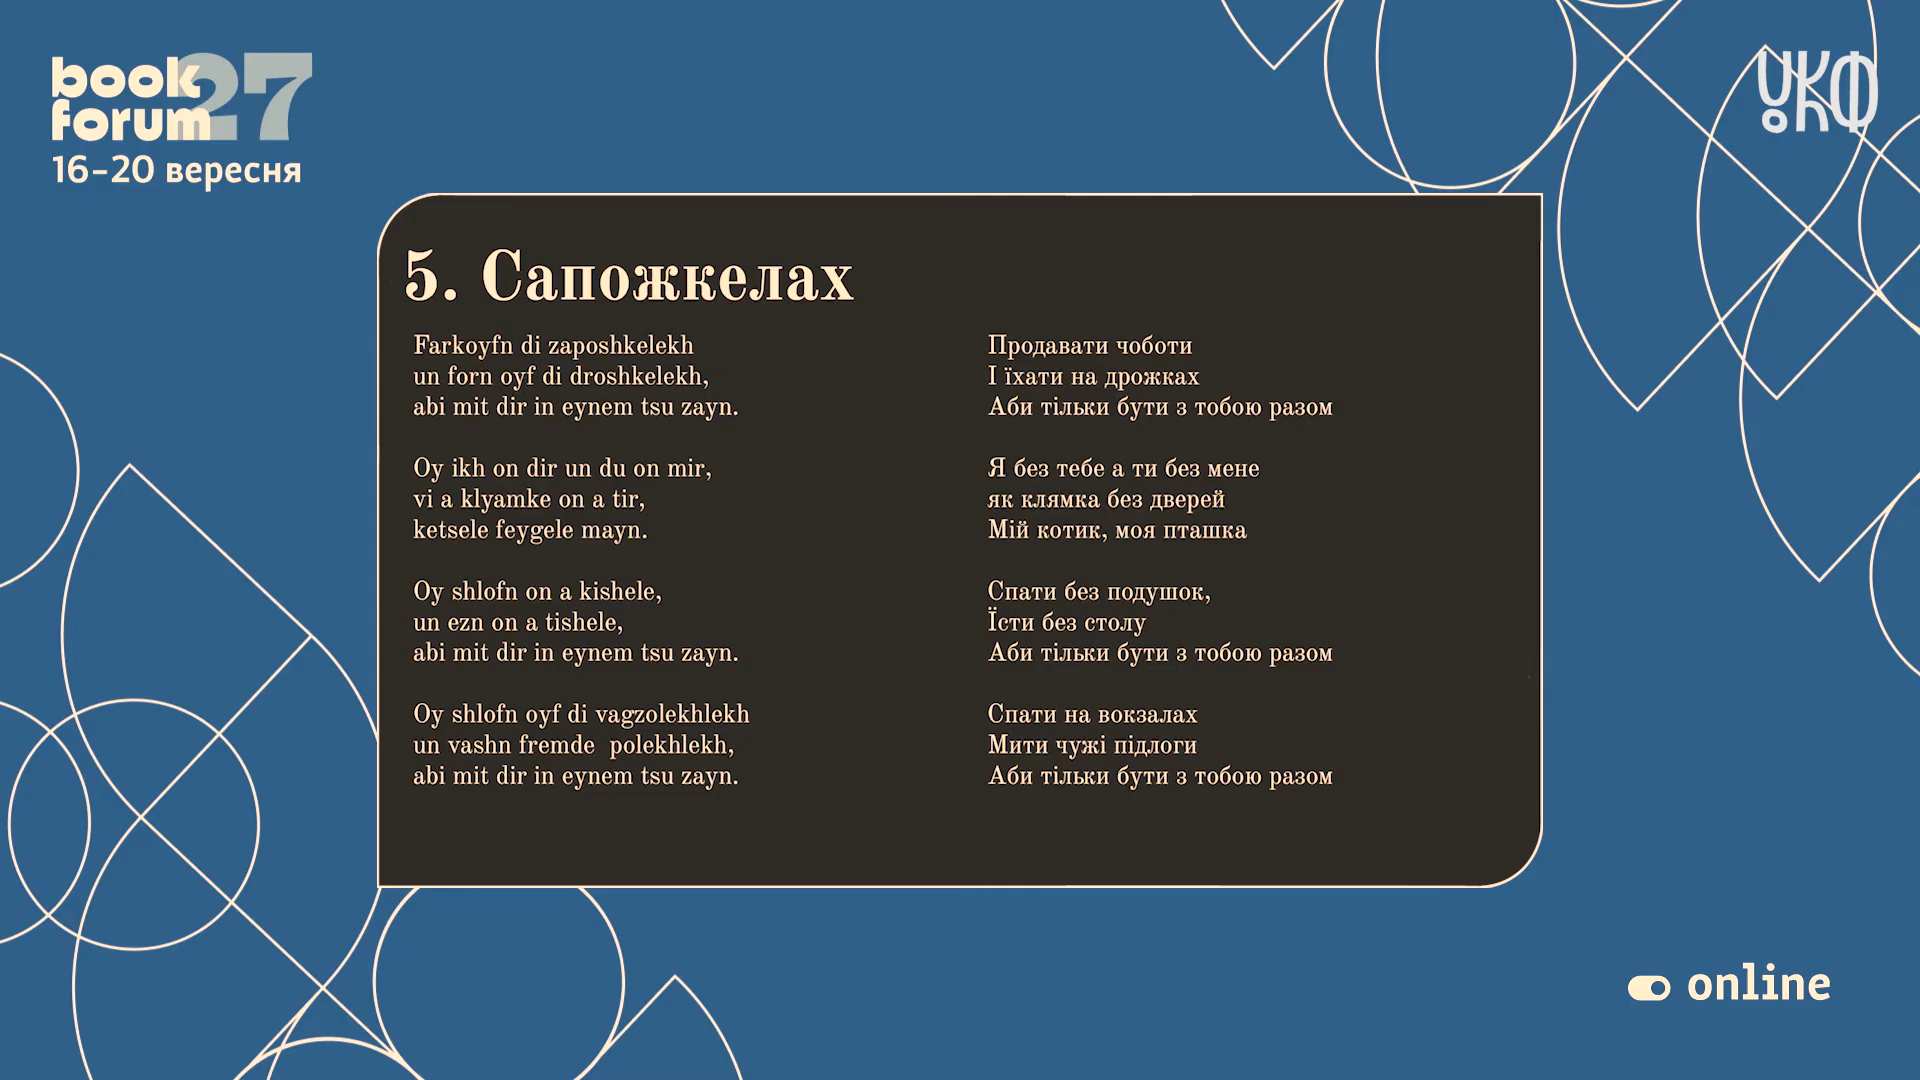 book
forum 27
16–20 вересня
УКФ
5. Сапожкелах
Farkoyfn di zaposhkelekh
un forn oyf di droshkelekh,
abi mit dir in eynem tsu zayn.
Oy ikh on dir un du on mir,
vi a klyamke on a tir,
ketsele feygele mayn.
Oy shlofn on a kishele,
un ezn on a tishele,
abi mit dir in eynem tsu zayn.
Oy shlofn oyf di vagzolekhlekh
un vashn fremde polekhlekh,
abi mit dir in eynem tsu zayn.
Продавати чоботи
І їхати на дрожках
Аби тільки бути з тобою разом
Я без тебе а ти без мене
як клямка без дверей
Мій котик, моя пташка
Спати без подушок,
Їсти без столу
Аби тільки бути з тобою разом
Спати на вокзалах
Мити чужі підлоги
Аби тільки бути з тобою разом
online